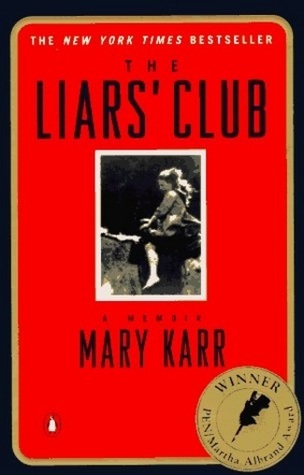 THE NEW YORK TIMES BESTSELLER
THE
LIARS' CLUB
A MEMOIR
MARY KARR
WINNER
PEN/Martha Albrand Award